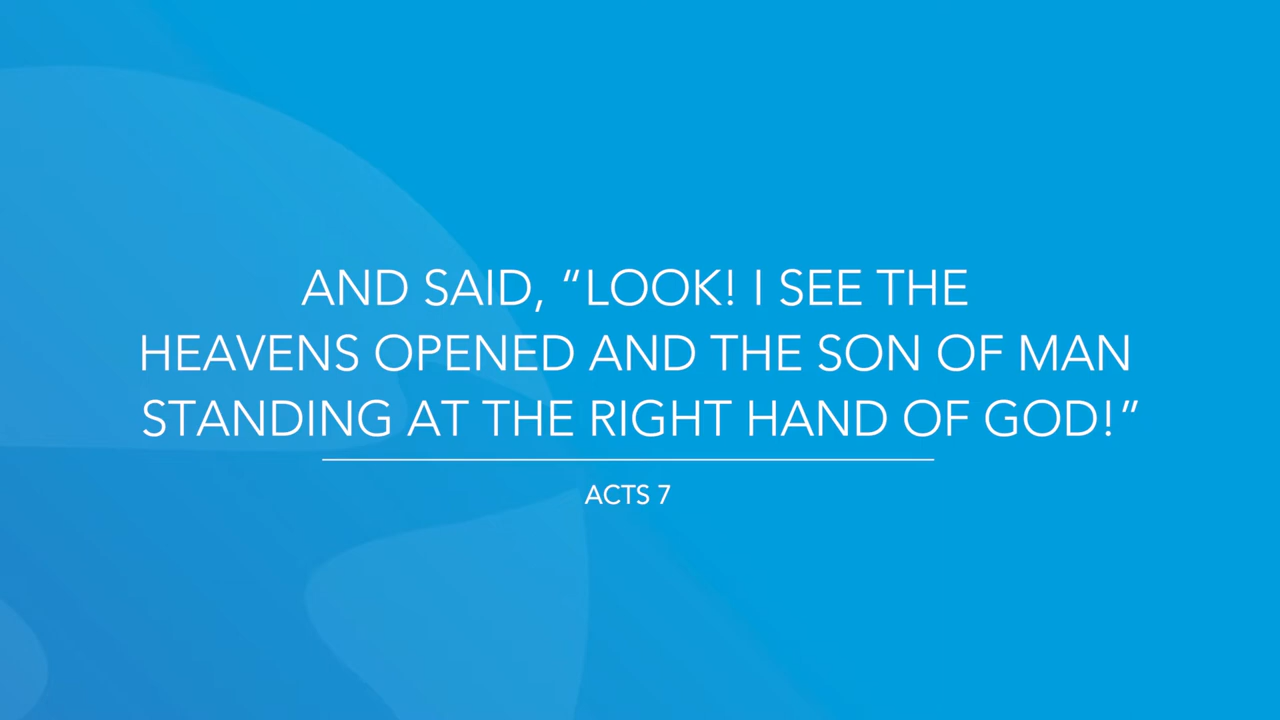 AND SAID, “LOOK! I SEE THE
HEAVENS OPENED AND THE SON OF MAN
STANDING AT THE RIGHT HAND OF GOD!”
ACTS 7